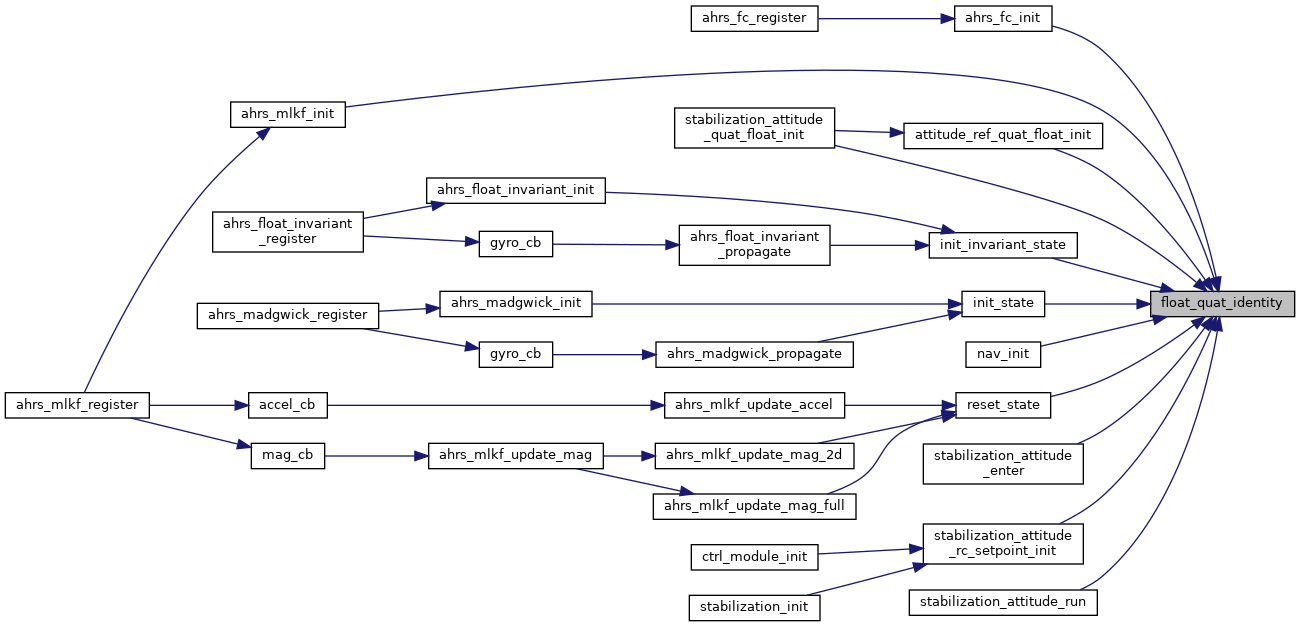 ahrs_fc_register
ahrs_fc_init
ahrs_mlkf_init
stabilization_attitude
_quat_float_init
attitude_ref_quat_float_init
ahrs_float_invariant_init
ahrs_float_invariant
_register
gyro_cb
ahrs_float_invariant
_propagate
init_invariant_state
float_quat_identity
ahrs_madgwick_register
ahrs_madgwick_init
init_state
gyro_cb
ahrs_madgwick_propagate
nav_init
ahrs_mlkf_register
accel_cb
ahrs_mlkf_update_accel
reset_state
mag_cb
ahrs_mlkf_update_mag
ahrs_mlkf_update_mag_2d
stabilization_attitude
_enter
ahrs_mlkf_update_mag_full
stabilization_attitude
_rc_setpoint_init
ctrl_module_init
stabilization_init
stabilization_attitude_run